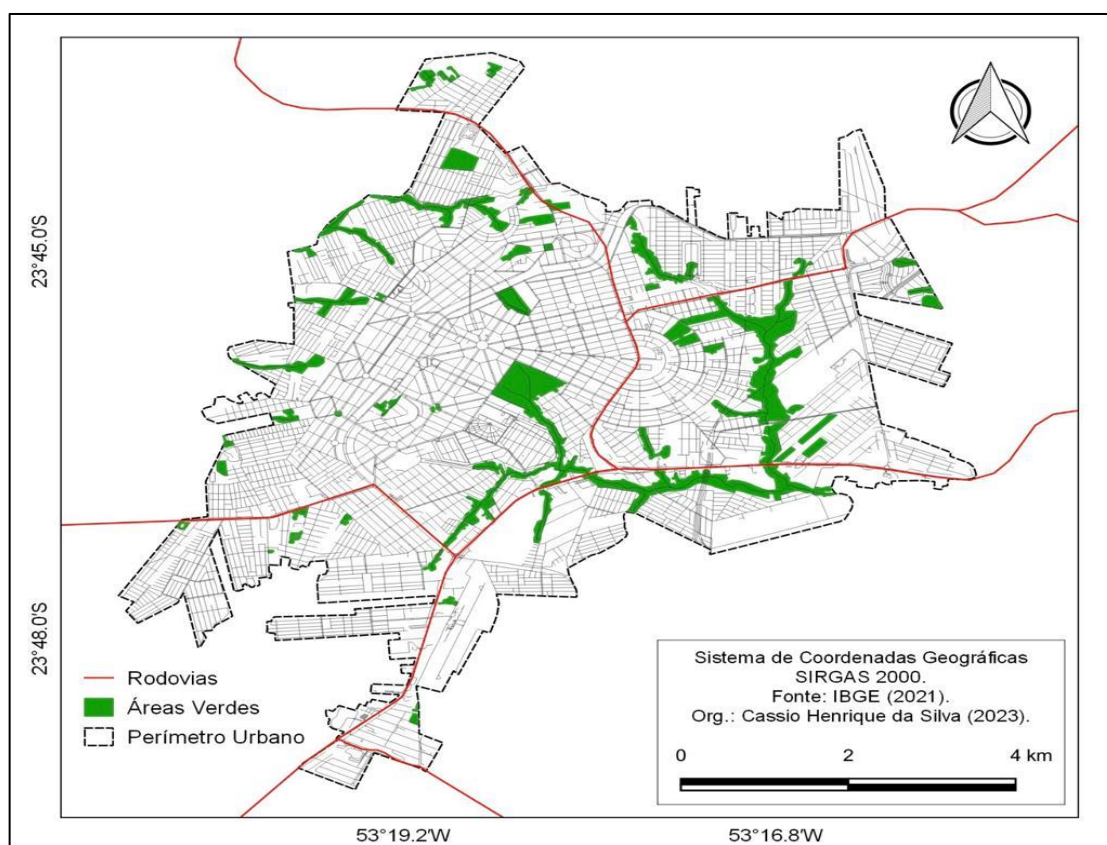 23°45.0'S
23°48.0'S
Rodovias
Áreas Verdes
Perímetro Urbano
Sistema de Coordenadas Geográficas
SIRGAS 2000.
Fonte: IBGE (2021).
Org.: Cassio Henrique da Silva (2023).
0 2 4 km
53°19.2'W 53°16.8'W